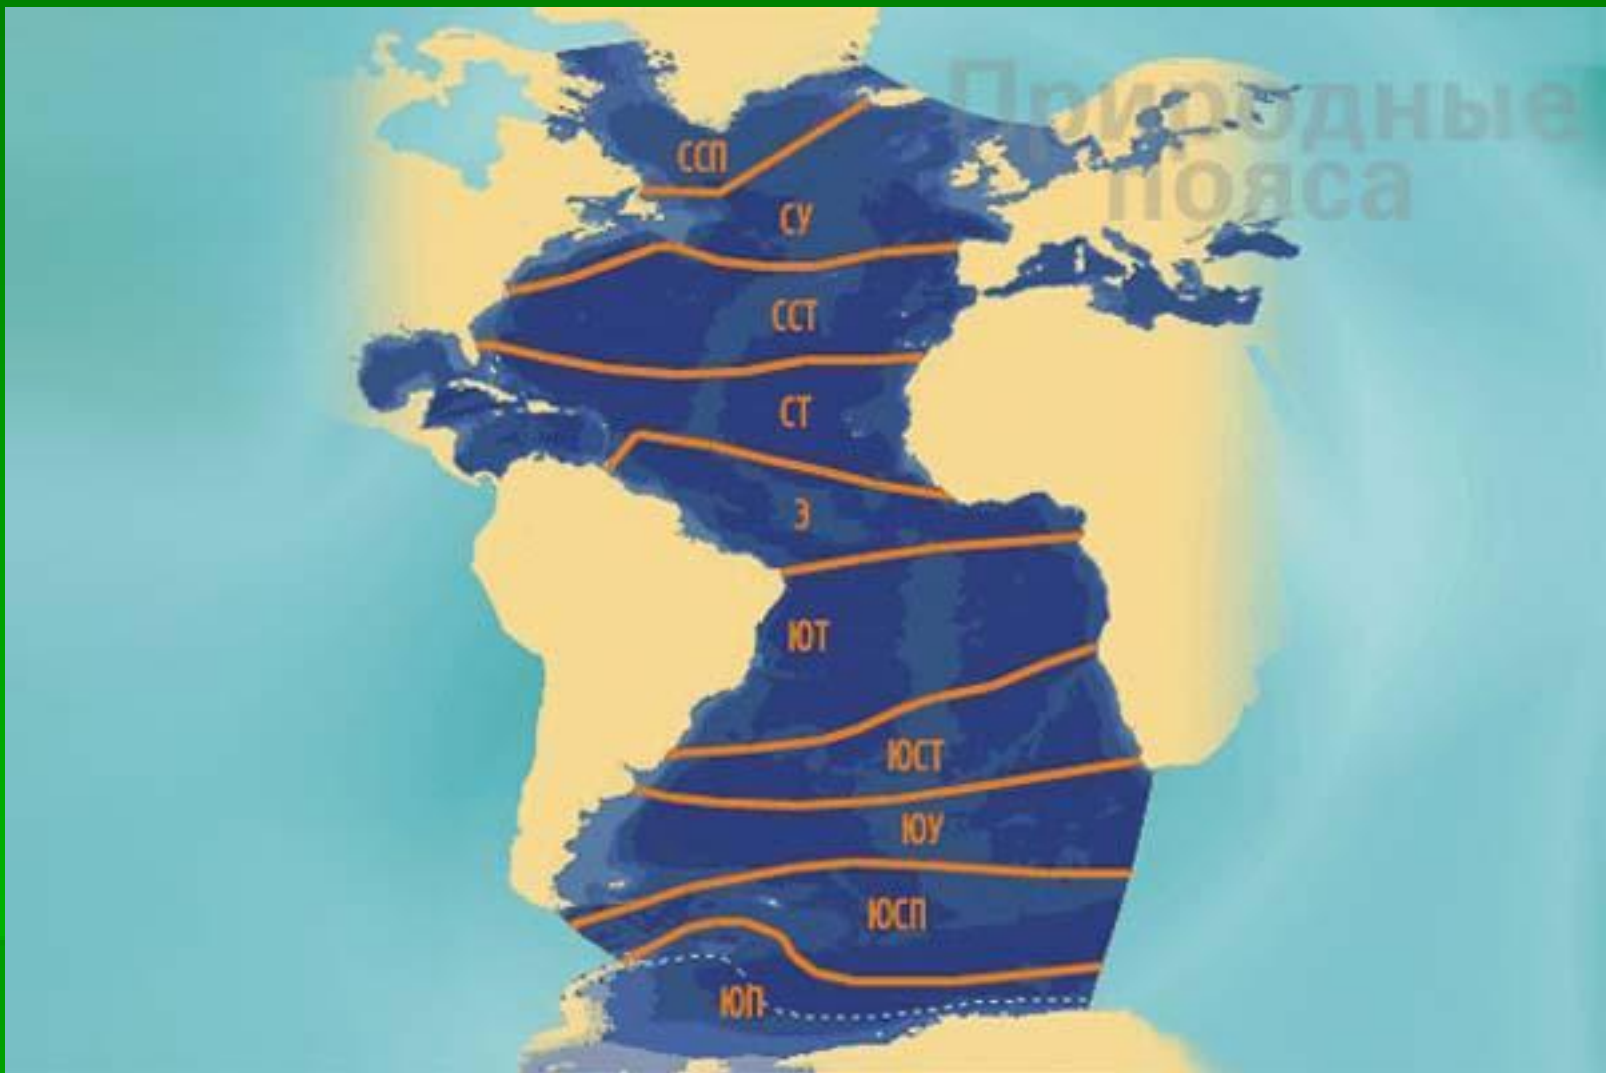 Природные
пояса
ССП
СУ
ССТ
СТ
Э
ЮТ
ЮСТ
ЮУ
ЮСП
ЮП